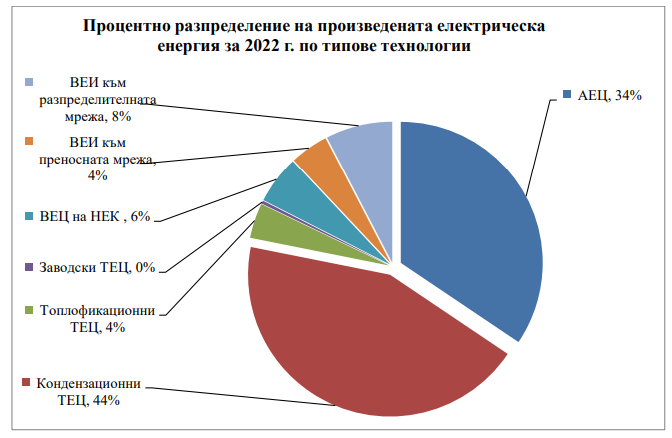 Процентно разпределение на произведената електрическа
енергия за 2022 г. по типове технологии
ВЕИ към
разпределителната
мрежа, 8%
АЕЦ, 34%
ВЕИ към
преносната мрежа,
4%
ВЕЦ на НЕК , 6%
Заводски ТЕЦ, 0%
Топлофикационни
ТЕЦ, 4%
Кондензационни
ТЕЦ, 44%